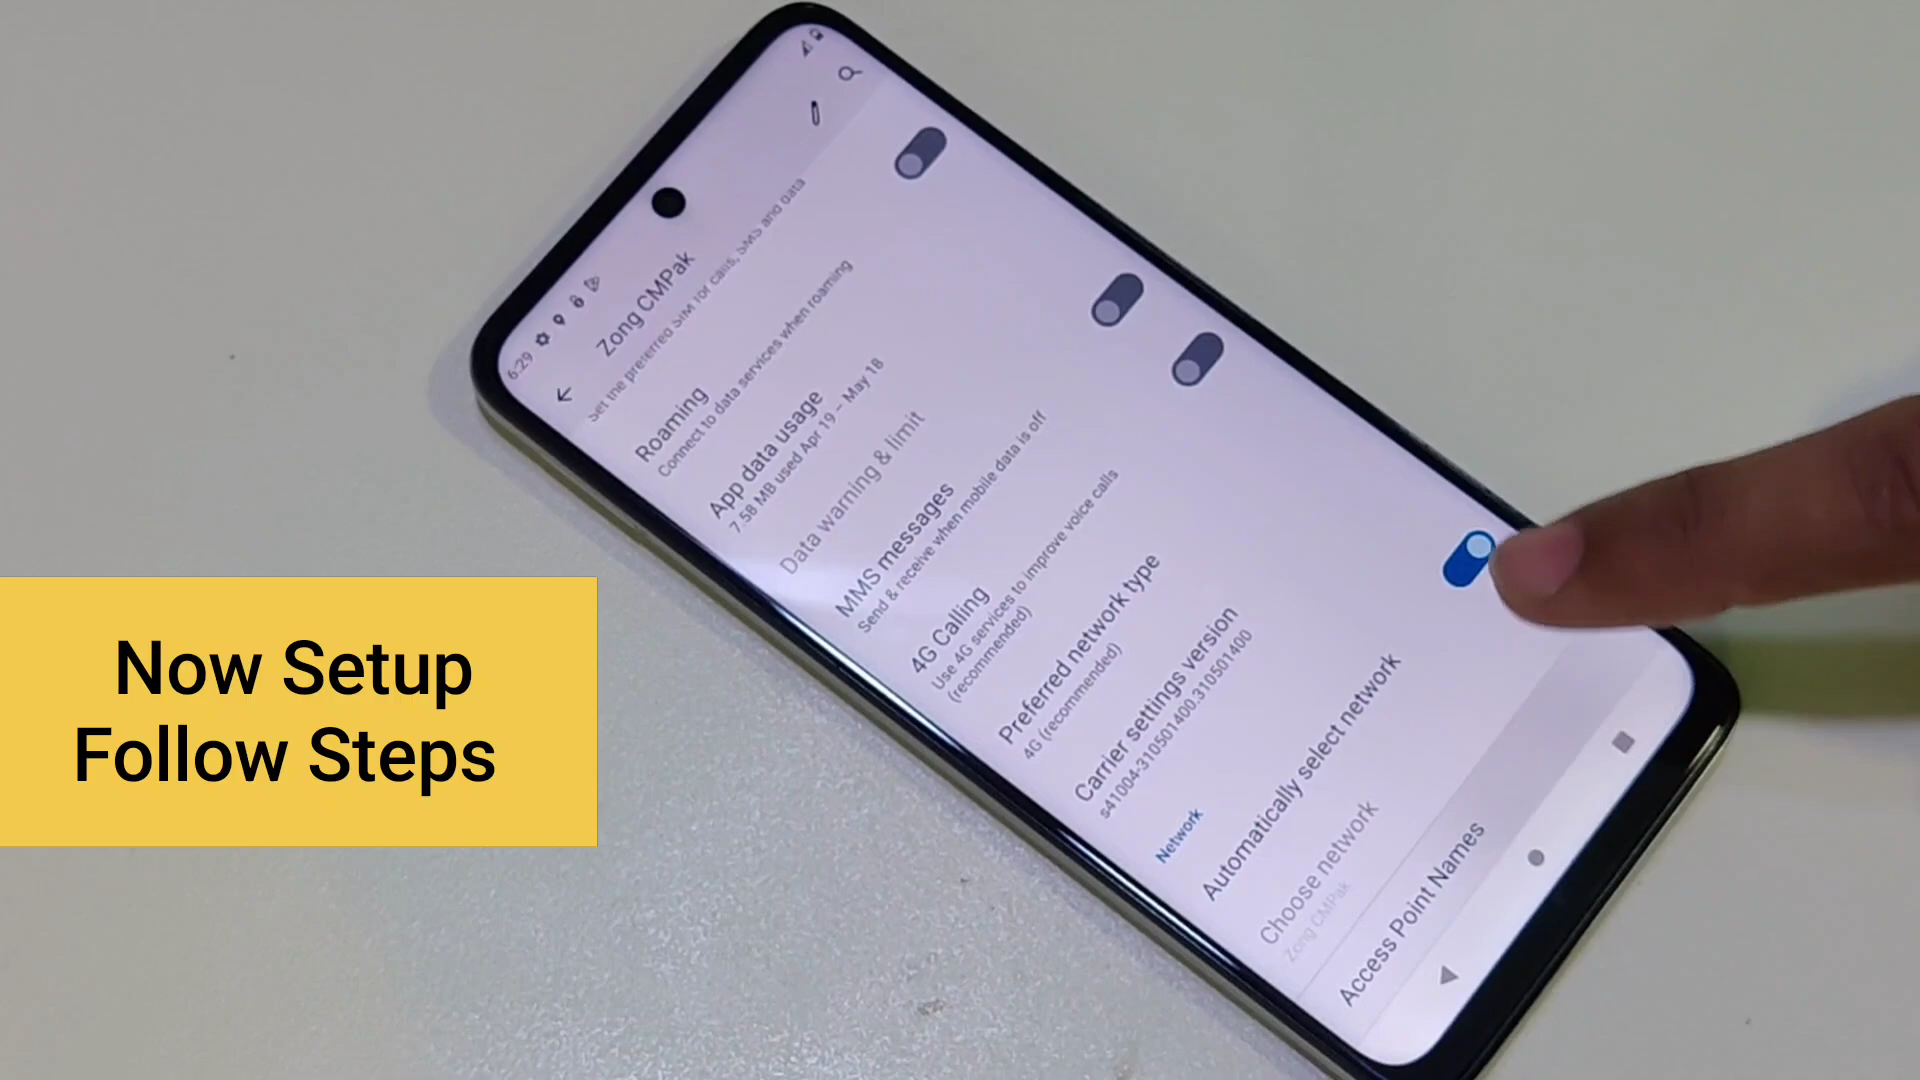 6:29
Zong CMPak
Set the preferred SIM for calls, SMS and data
Roaming
Connect to data services when roaming
App data usage
7.58 MB used Apr 19 – May 18
Data warning & limit
MMS messages
Send & receive when mobile data is off
4G Calling
Use 4G services to improve voice calls
(recommended)
Preferred network type
4G (recommended)
Carrier settings version
s41004-310501400.310501400
Network
Automatically select network
Choose network
Zong CMPak
Access Point Names
Now Setup
Follow Steps